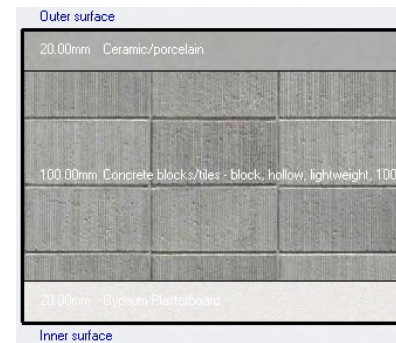 Outer surface
20.00mm Ceramic/porcelain
100.00mm Concrete blocks/tiles - block, hollow, lightweight, 100
20.00mm Gypsum Plasterboard
Inner surface